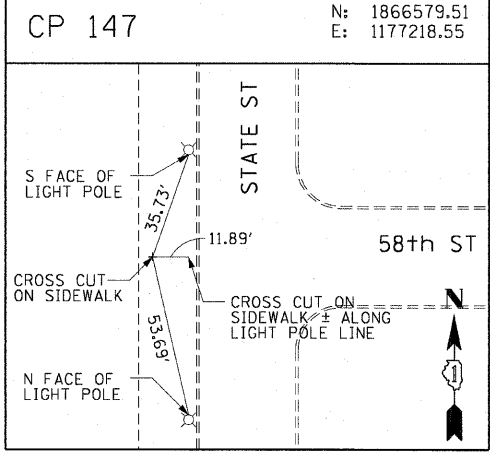 CP 147
N: 1866579.51
E: 1177218.55
STATE ST
S FACE OF
LIGHT POLE
35.73'
11.89'
58th ST
CROSS CUT
ON SIDEWALK
CROSS CUT ON
SIDEWALK ± ALONG
LIGHT POLE LINE
53.69'
N FACE OF
LIGHT POLE
N
1